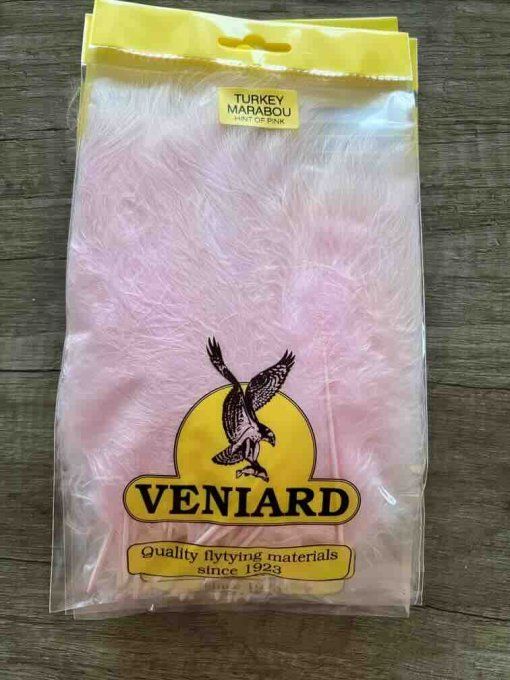 TURKEY
MARABOU
HINT OF PINK
VENIARD
Quality flytying materials
since 1923